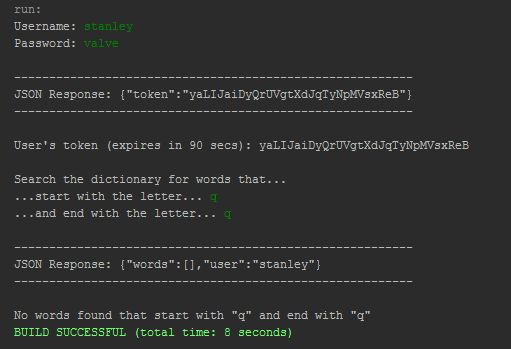 run:
Username: stanley
Password: valve
---------------------------------------------------------
JSON Response: {"token":"yaLIJaiDyQrUVgtXdJqTyNpMVsxReB"}
---------------------------------------------------------
User's token (expires in 90 secs): yaLIJaiDyQrUVgtXdJqTyNpMVsxReB
Search the dictionary for words that...
...start with the letter... q
...and end with the letter... q
---------------------------------------------------------
JSON Response: {"words":[],"user":"stanley"}
---------------------------------------------------------
No words found that start with "q" and end with "q"
BUILD SUCCESSFUL (total time: 8 seconds)